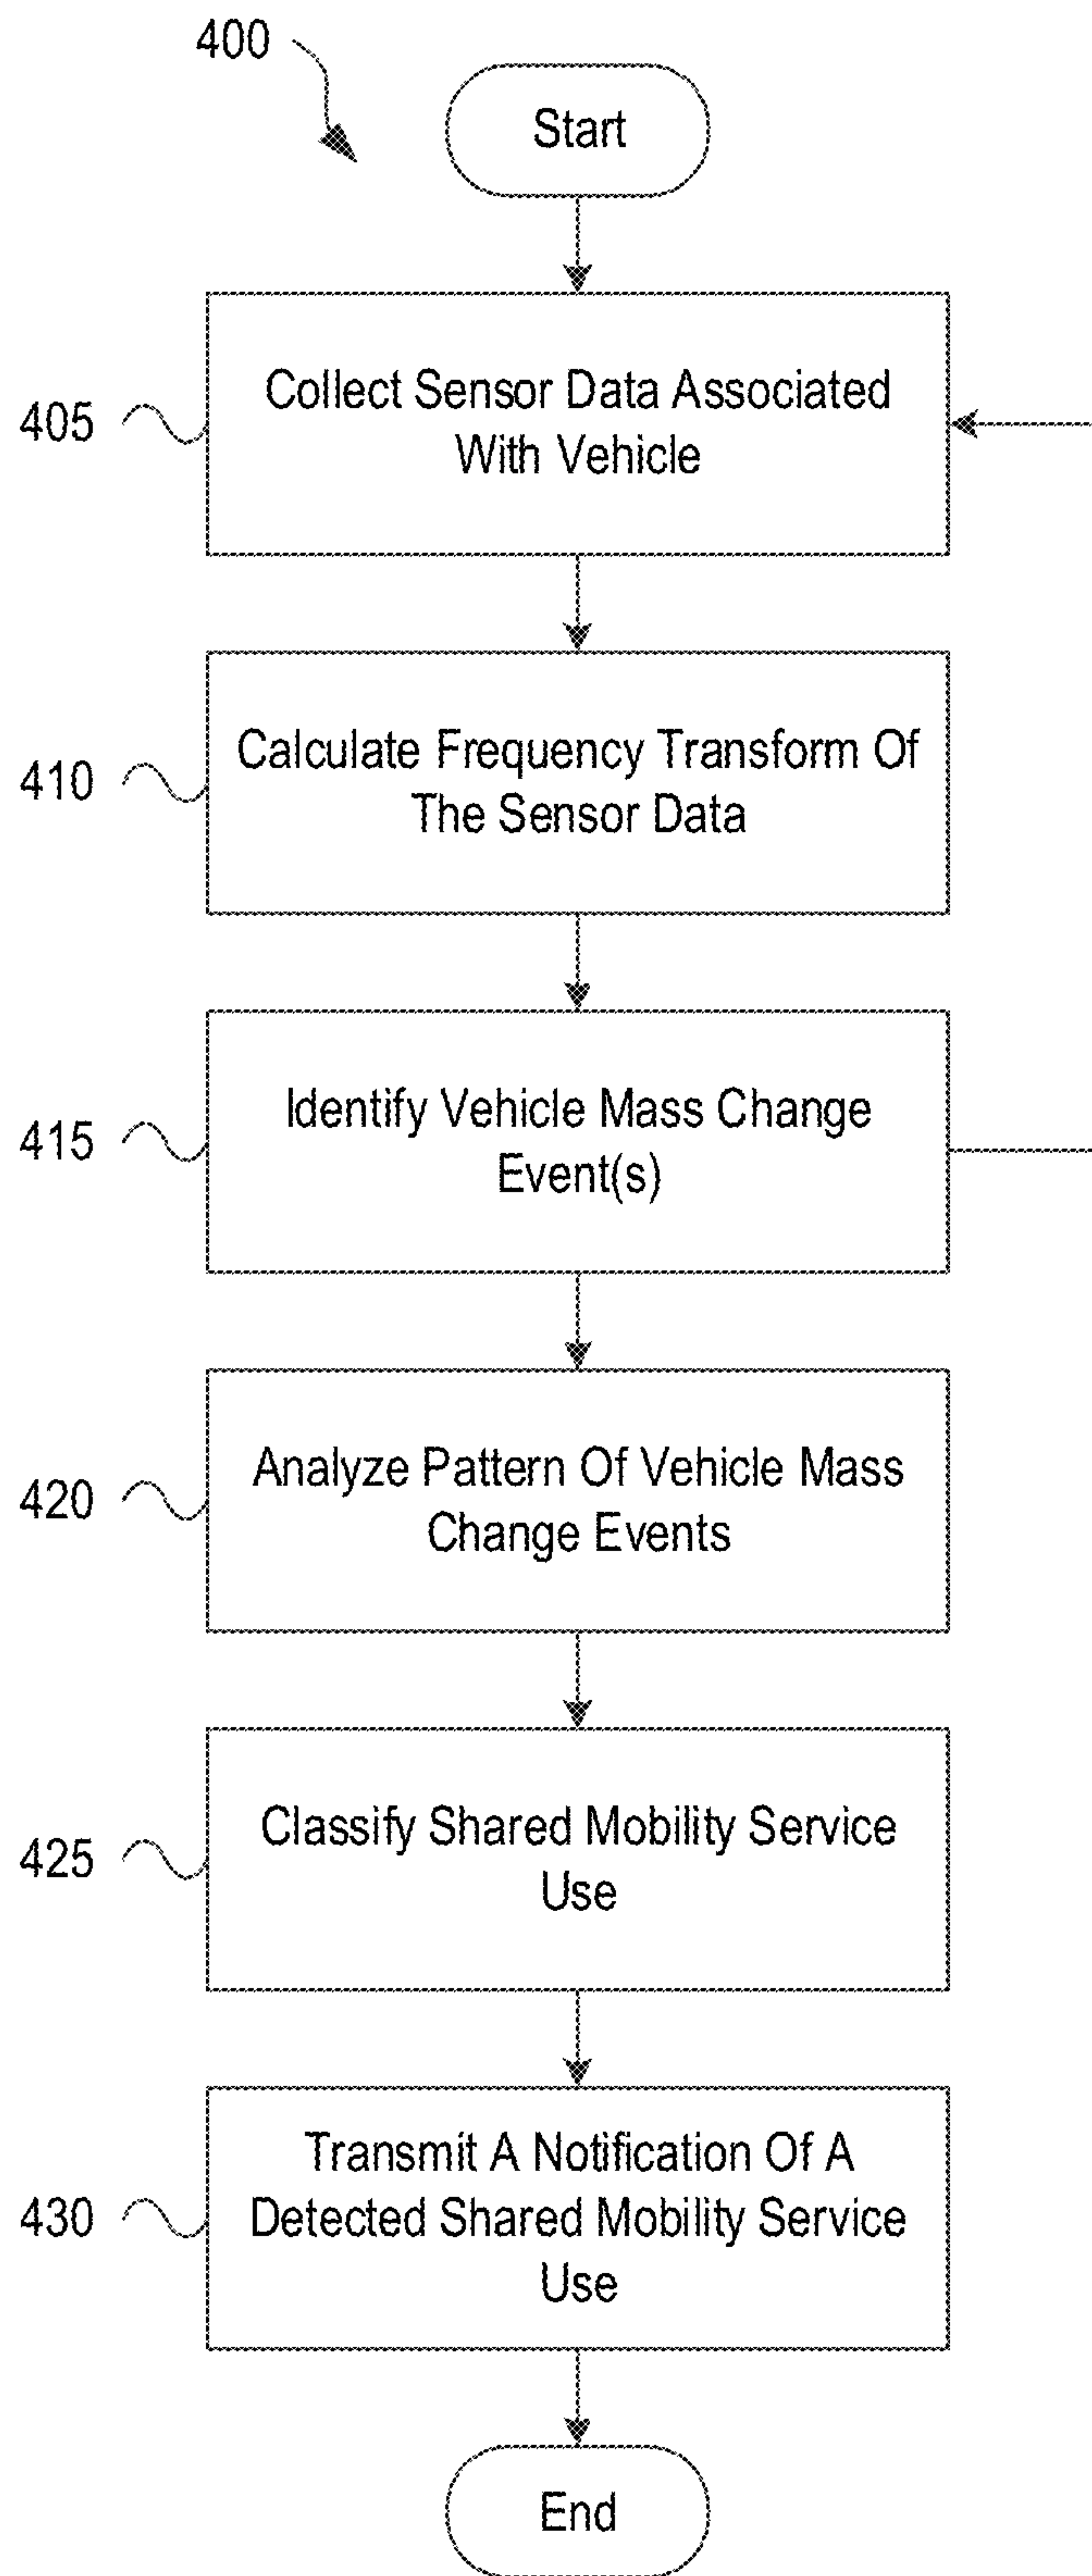 400
Start
405
Collect Sensor Data Associated
With Vehicle
410
Calculate Frequency Transform Of
The Sensor Data
415
Identify Vehicle Mass Change
Event(s)
420
Analyze Pattern Of Vehicle Mass
Change Events
425
Classify Shared Mobility Service
Use
430
Transmit A Notification Of A
Detected Shared Mobility Service
Use
End